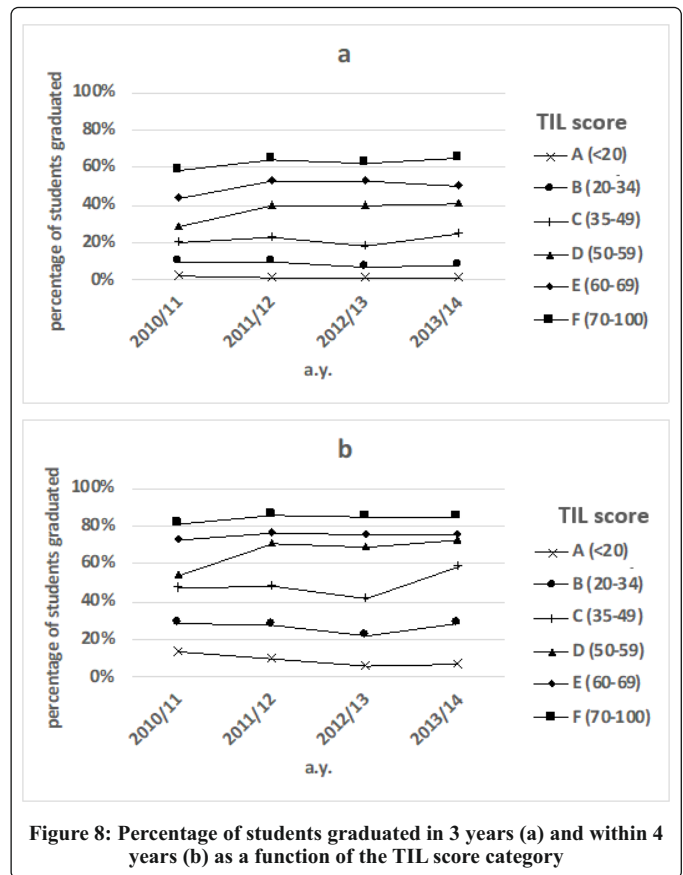 a
percentage of students graduated
100%
80%
60%
40%
20%
0%
2010/11
2011/12
2012/13
2013/14
a.y.
TIL score
A (<20)
B (20-34)
C (35-49)
D (50-59)
E (60-69)
F (70-100)
b
percentage of students graduated
100%
80%
60%
40%
20%
0%
2010/11
2011/12
2012/13
2013/14
a.y.
TIL score
A (<20)
B (20-34)
C (35-49)
D (50-59)
E (60-69)
F (70-100)
Figure 8: Percentage of students graduated in 3 years (a) and within 4
years (b) as a function of the TIL score category